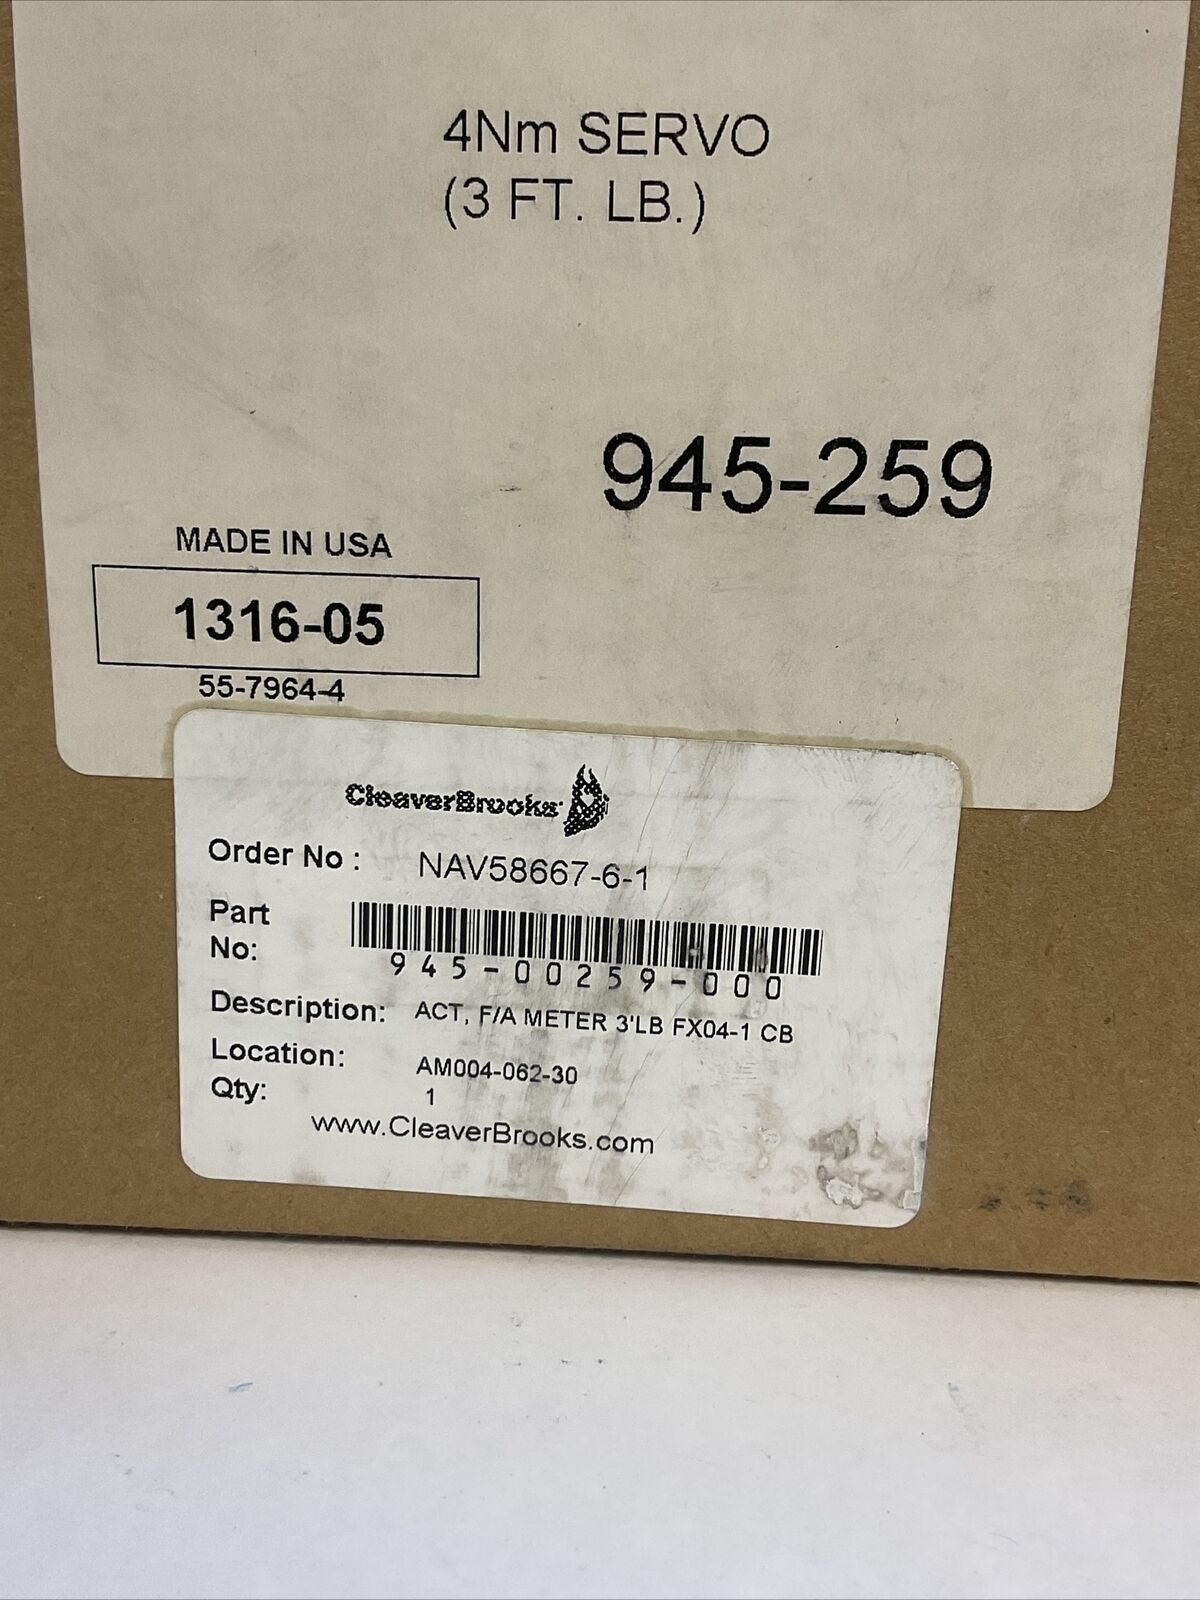 4Nm SERVO
(3 FT. LB.)
945-259
MADE IN USA
1316-05
55-7964-4
CleaverBrooks
Order No : NAV58667-6-1
Part
No:
945-00259-000
Description: ACT, F/A METER 3'LB FX04-1 CB
Location: AM004-062-30
Qty: 1
www.CleaverBrooks.com